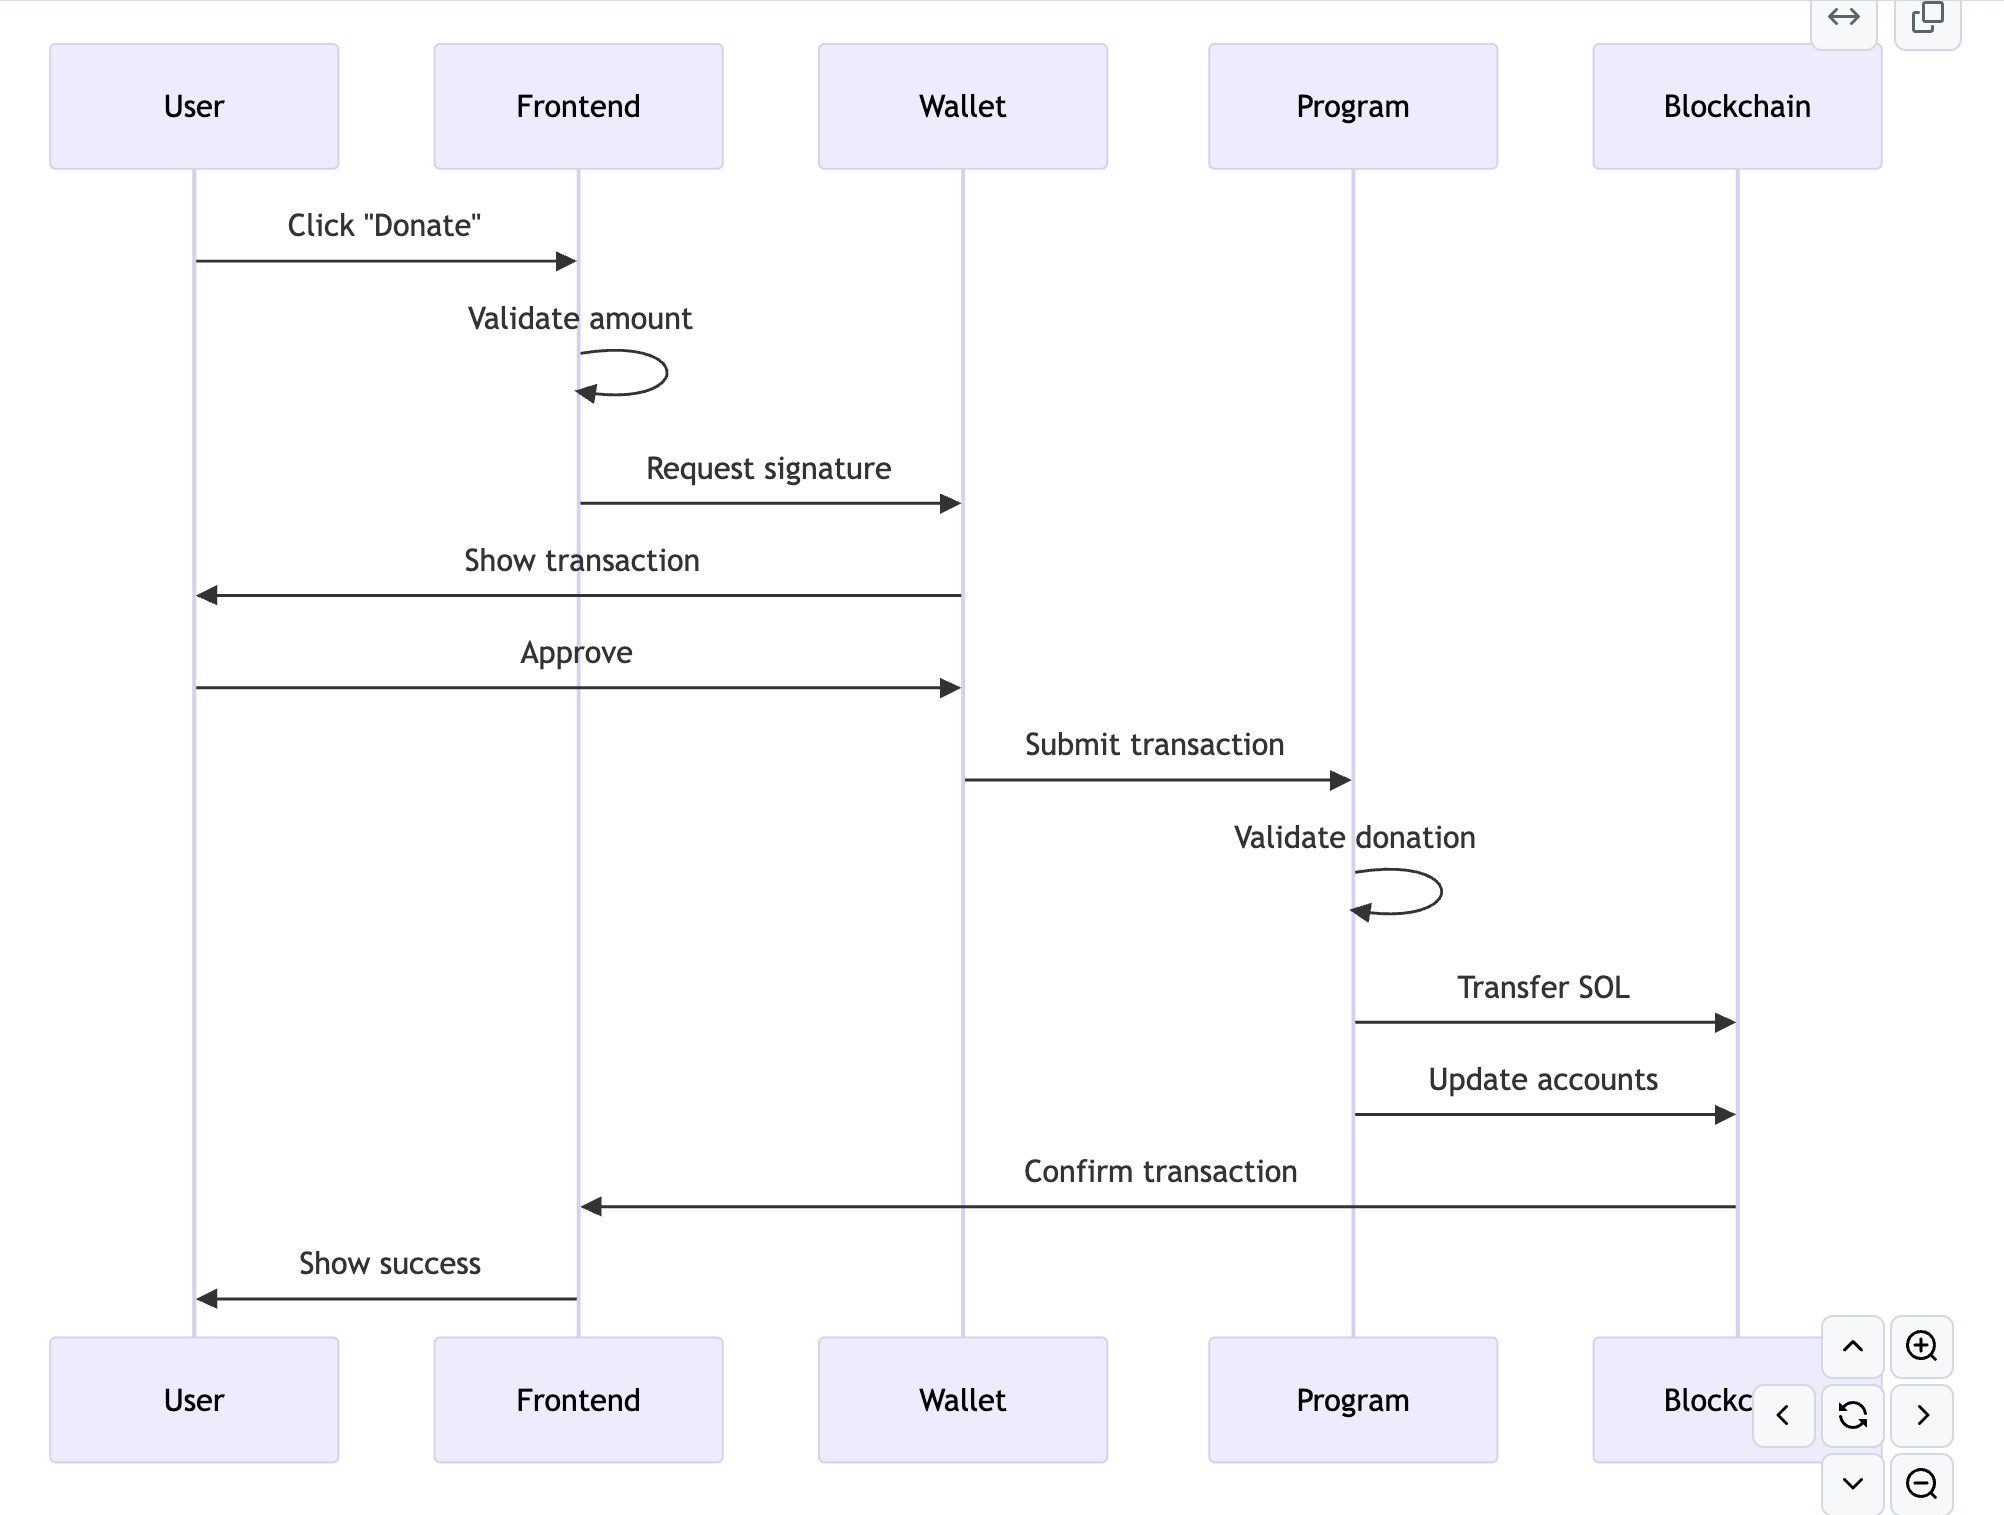 User
Frontend
Wallet
Program
Blockchain
Click "Donate"
Validate amount
Request signature
Show transaction
Approve
Submit transaction
Validate donation
Transfer SOL
Update accounts
Confirm transaction
Show success
User
Frontend
Wallet
Program